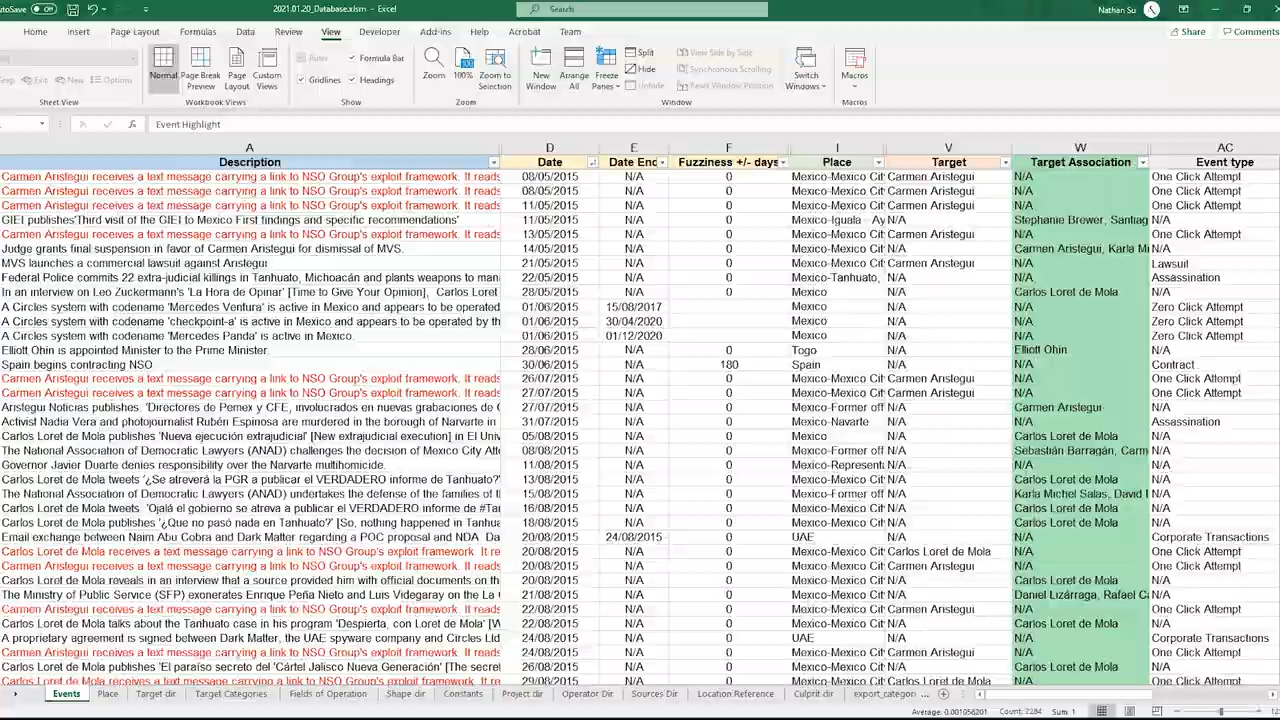 AutoSave Off 2021.01.20_Database.xlsm - Excel Search Nathan Su
Home Insert Page Layout Formulas Data Review View Developer Add-ins Help Acrobat Team Share Comments
Ruler Formula Bar Split View Side by Side
Exit New Options Normal Page Break Preview Page Layout Custom Views Gridlines Headings Zoom 100% Zoom to Selection New Window Arrange All Freeze Panes Hide Synchronous Scrolling Switch Windows Macros
Unhide Reset Window Position
Sheet View Workbook Views Show Zoom Window Macros
fx Event Highlight
A D E F I V W AC
Description Date Date End Fuzziness +/- days Place Target Target Association Event type
Carmen Aristegui receives a text message carrying a link to NSO Group's exploit framework. It reads 08/05/2015 N/A 0 Mexico-Mexico Cit Carmen Aristegui N/A One Click Attempt
Carmen Aristegui receives a text message carrying a link to NSO Group's exploit framework. It reads 08/05/2015 N/A 0 Mexico-Mexico Cit Carmen Aristegui N/A One Click Attempt
Carmen Aristegui receives a text message carrying a link to NSO Group's exploit framework. It reads 11/05/2015 N/A 0 Mexico-Mexico Cit Carmen Aristegui N/A One Click Attempt
GIEI publishes'Third visit of the GIEI to Mexico First findings and specific recommendations' 11/05/2015 N/A 0 Mexico-Iguala - Ay N/A Stephanie Brewer, Santiag N/A
Carmen Aristegui receives a text message carrying a link to NSO Group's exploit framework. It reads 13/05/2015 N/A 0 Mexico-Mexico Cit Carmen Aristegui N/A One Click Attempt
Judge grants final suspension in favor of Carmen Aristegui for dismissal of MVS. 14/05/2015 N/A 0 Mexico-Mexico Cit N/A Carmen Aristegui, Karla M N/A
MVS launches a commercial lawsuit against Aristegui 21/05/2015 N/A 0 Mexico-Mexico Cit Carmen Aristegui N/A Lawsuit
Federal Police commits 22 extra-judicial killings in Tanhuato, Michoacán and plants weapons to mani 22/05/2015 N/A 0 Mexico-Tanhuato, N/A N/A Assassination
In an interview on Leo Zuckermann's 'La Hora de Opinar' [Time to Give Your Opinion], Carlos Loret 28/05/2015 N/A 0 Mexico N/A Carlos Loret de Mola N/A
A Circles system with codename 'Mercedes Ventura' is active in Mexico and appears to be operated 01/06/2015 15/08/2017 Mexico N/A N/A Zero Click Attempt
A Circles system with codename 'checkpoint-a' is active in Mexico and appears to be operated by th 01/06/2015 30/04/2020 Mexico N/A N/A Zero Click Attempt
A Circles system with codename 'Mercedes Panda' is active in Mexico. 01/06/2015 01/12/2020 Mexico N/A N/A Zero Click Attempt
Elliott Ohin is appointed Minister to the Prime Minister. 28/06/2015 N/A 0 Togo N/A Elliott Ohin N/A
Spain begins contracting NSO 30/06/2015 N/A 180 Spain N/A N/A Contract
Carmen Aristegui receives a text message carrying a link to NSO Group's exploit framework. It reads 26/07/2015 N/A 0 Mexico-Mexico Cit Carmen Aristegui N/A One Click Attempt
Carmen Aristegui receives a text message carrying a link to NSO Group's exploit framework. It reads 27/07/2015 N/A 0 Mexico-Mexico Cit Carmen Aristegui N/A One Click Attempt
Aristegui Noticias publishes. 'Directores de Pemex y CFE, involucrados en nuevas grabaciones de C 27/07/2015 N/A 0 Mexico-Former off N/A Carmen Aristegui N/A
Activist Nadia Vera and photojournalist Rubén Espinosa are murdered in the borough of Narvarte in 31/07/2015 N/A 0 Mexico-Navarte N/A N/A Assassination
Carlos Loret de Mola publishes 'Nueva ejecución extrajudicial' [New extrajudicial execution] in El Univ 05/08/2015 N/A 0 Mexico N/A Carlos Loret de Mola N/A
The National Association of Democratic Lawyers (ANAD) challenges the decision of Mexico City Atto 08/08/2015 N/A 0 Mexico-Former off N/A Sebastián Barragán, Carm N/A
Governor Javier Duarte denies responsibility over the Narvarte multihomicide. 11/08/2015 N/A 0 Mexico-Represent N/A N/A N/A
Carlos Loret de Mola tweets '¿Se atreverá la PGR a publicar el VERDADERO informe de Tanhuato?' 13/08/2015 N/A 0 Mexico-Mexico Cit N/A Carlos Loret de Mola N/A
The National Association of Democratic Lawyers (ANAD) undertakes the defense of the families of t 15/08/2015 N/A 0 Mexico-Former off N/A Karla Michel Salas, David N/A
Carlos Loret de Mola tweets 'Ojalá el gobierno se atreva a publicar el VERDADERO informe de #Tan 16/08/2015 N/A 0 Mexico-Mexico Cit N/A Carlos Loret de Mola N/A
Carlos Loret de Mola publishes '¿Que no pasó nada en Tanhuato?' [So, nothing happened in Tanhua 18/08/2015 N/A 0 Mexico-Mexico Cit N/A Carlos Loret de Mola N/A
Email exchange between Naim Abu Cobra and Dark Matter regarding a POC proposal and NDA Da 20/08/2015 24/08/2015 0 UAE N/A N/A Corporate Transactions
Carlos Loret de Mola receives a text message carrying a link to NSO Group's exploit framework. It re 20/08/2015 N/A 0 Mexico-Mexico Cit Carlos Loret de Mola N/A One Click Attempt
Carmen Aristegui receives a text message carrying a link to NSO Group's exploit framework. It reads 20/08/2015 N/A 0 Mexico-Mexico Cit Carmen Aristegui N/A One Click Attempt
Carlos Loret de Mola reveals in an interview that a source provided him with official documents on th 20/08/2015 N/A 0 Mexico-Mexico Cit N/A Carlos Loret de Mola N/A
The Ministry of Public Service (SFP) exonerates Enrique Peña Nieto and Luis Videgaray on the La 21/08/2015 N/A 0 Mexico-Mexico Cit N/A Daniel Lizárraga, Rafael Ca N/A
Carmen Aristegui receives a text message carrying a link to NSO Group's exploit framework. It reads 22/08/2015 N/A 0 Mexico-Mexico Cit Carmen Aristegui N/A One Click Attempt
Carlos Loret de Mola talks about the Tanhuato case in his program 'Despierta, con Loret de Mola' [W 22/08/2015 N/A 0 Mexico-Mexico Cit N/A Carlos Loret de Mola N/A
A proprietary agreement is signed between Dark Matter, the UAE spyware company and Circles Ltd 24/08/2015 N/A 0 UAE N/A N/A Corporate Transactions
Carmen Aristegui receives a text message carrying a link to NSO Group's exploit framework. It reads 24/08/2015 N/A 0 Mexico-Mexico Cit Carmen Aristegui N/A One Click Attempt
Carlos Loret de Mola publishes 'El paraíso secreto del 'Cártel Jalisco Nueva Generación' [The secre 26/08/2015 N/A 0 Mexico-Mexico Cit N/A Carlos Loret de Mola N/A
Carmen Aristegui receives a text message carrying a link to NSO Group's exploit framework. It reads 29/08/2015 N/A 0 Mexico-Mexico Cit Carmen Aristegui N/A One Click Attempt
Events Place Target dir Target Categories Fields of Operation Shape dir Constants Project dir Operator Dir Sources Dir Location Reference Culprit dir export_categori ...
Average: 0.001056201 Count: 7284 Sum: 1